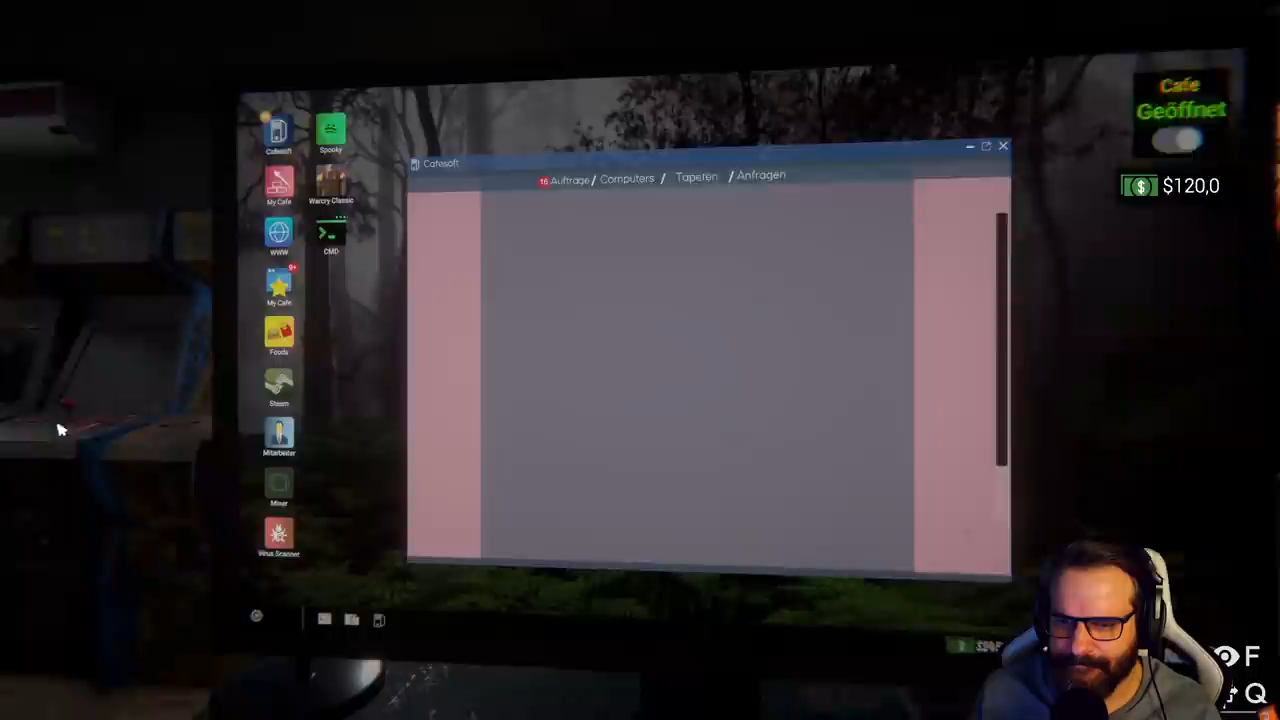 Cafe
Geöffnet
$120,0
Cafesoft
16 Aufträge / Computers / Tapeten / Anfragen
Cafesoft
Spooky
My Cafe
Warcry Classic
WWW
CMD
9+
My Cafe
Foods
Steam
Mitarbeiter
Miner
Virus Scanner
F
Q